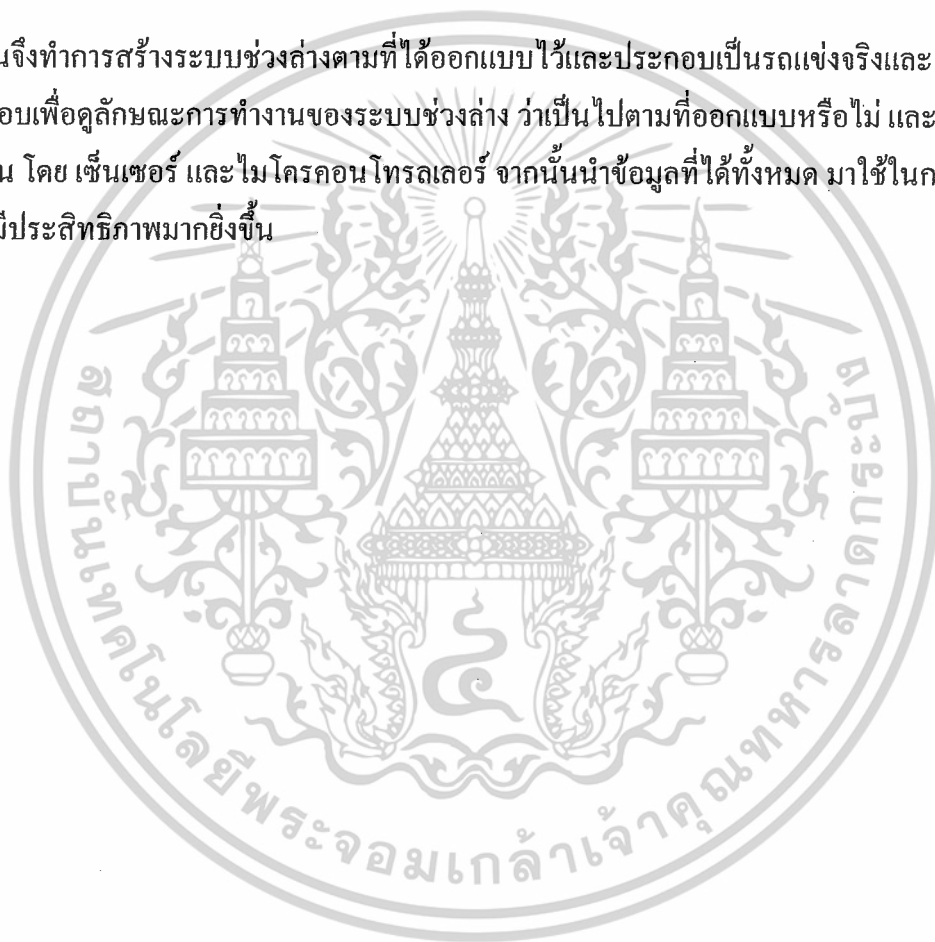 นจึงทำการสร้างระบบช่วงล่างตามที่ได้ออกแบบไว้และประกอบเป็นรถแข่งจริงและ
อบเพื่อดูลักษณะการทำงานของระบบช่วงล่าง ว่าเป็นไปตามที่ออกแบบหรือไม่ และ
น โดย เซ็นเซอร์ และไมโครคอนโทรลเลอร์ จากนั้นนำข้อมูลที่ได้ทั้งหมด มาใช้ในก
มีประสิทธิภาพมากยิ่งขึ้น
สถาบันเทคโนโลยีพระจอมเกล้าเจ้าคุณทหารลาดกระบัง
๔